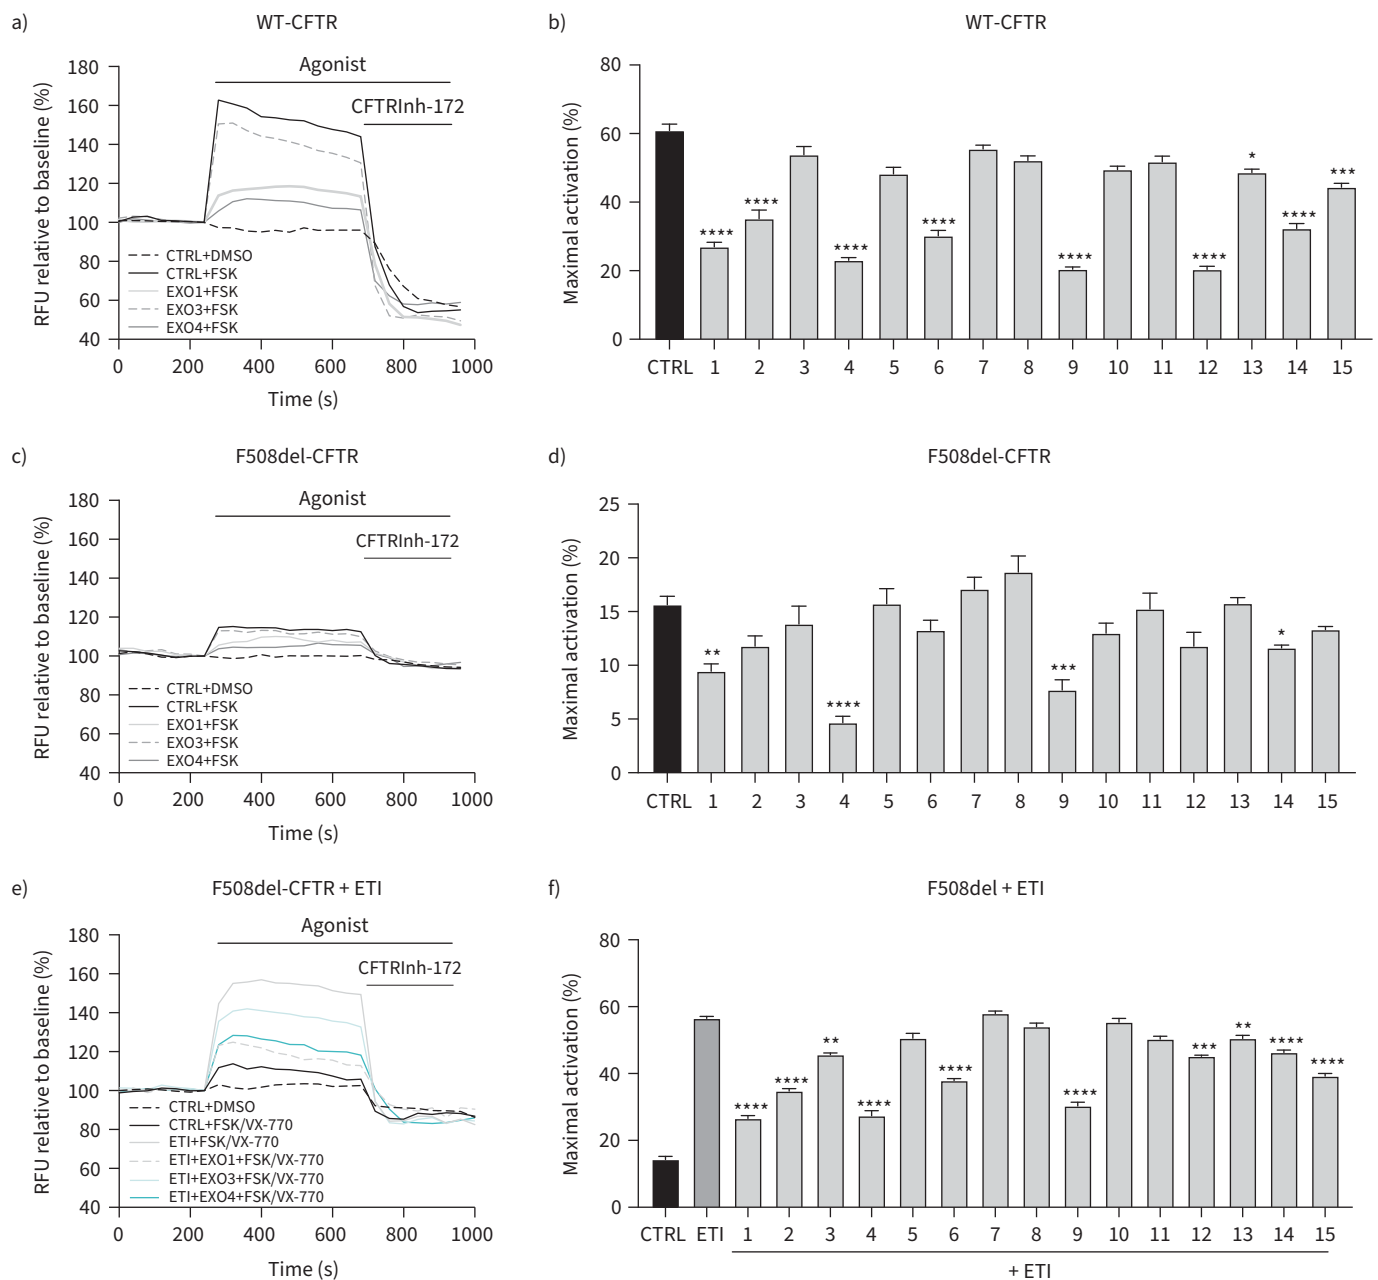 a)
WT-CFTR
RFU relative to baseline (%)
180
160
140
120
100
80
60
40
Agonist
CFTRInh-172
CTRL+DMSO
CTRL+FSK
EXO1+FSK
EXO3+FSK
EXO4+FSK
0 200 400 600 800 1000
Time (s)
b)
WT-CFTR
Maximal activation (%)
80
60
40
20
0
**** **** **** **** **** **** * **** ***
CTRL 1 2 3 4 5 6 7 8 9 10 11 12 13 14 15
c)
F508del-CFTR
RFU relative to baseline (%)
180
160
140
120
100
80
60
40
Agonist
CFTRInh-172
CTRL+DMSO
CTRL+FSK
EXO1+FSK
EXO3+FSK
EXO4+FSK
0 200 400 600 800 1000
Time (s)
d)
F508del-CFTR
Maximal activation (%)
25
20
15
10
5
0
** **** *** *
CTRL 1 2 3 4 5 6 7 8 9 10 11 12 13 14 15
e)
F508del-CFTR + ETI
RFU relative to baseline (%)
180
160
140
120
100
80
60
40
Agonist
CFTRInh-172
CTRL+DMSO
CTRL+FSK/VX-770
ETI+FSK/VX-770
ETI+EXO1+FSK/VX-770
ETI+EXO3+FSK/VX-770
ETI+EXO4+FSK/VX-770
0 200 400 600 800 1000
Time (s)
f)
F508del + ETI
Maximal activation (%)
80
60
40
20
0
**** **** ** **** **** **** *** ** **** ****
CTRL ETI 1 2 3 4 5 6 7 8 9 10 11 12 13 14 15
+ ETI